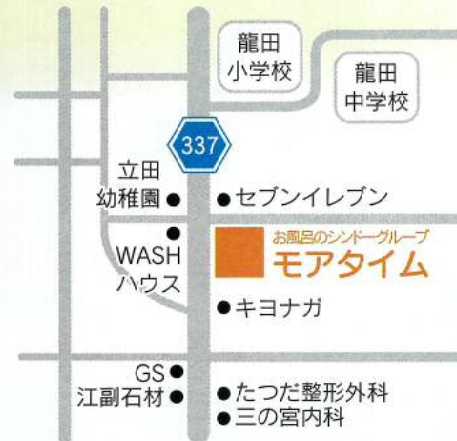 龍田
小学校
龍田
中学校
337
立田
幼稚園
セブンイレブン
WASH
ハウス
お風呂のシンドーグループ
モアタイム
キヨナガ
GS
江副石材
たつだ整形外科
三の宮内科